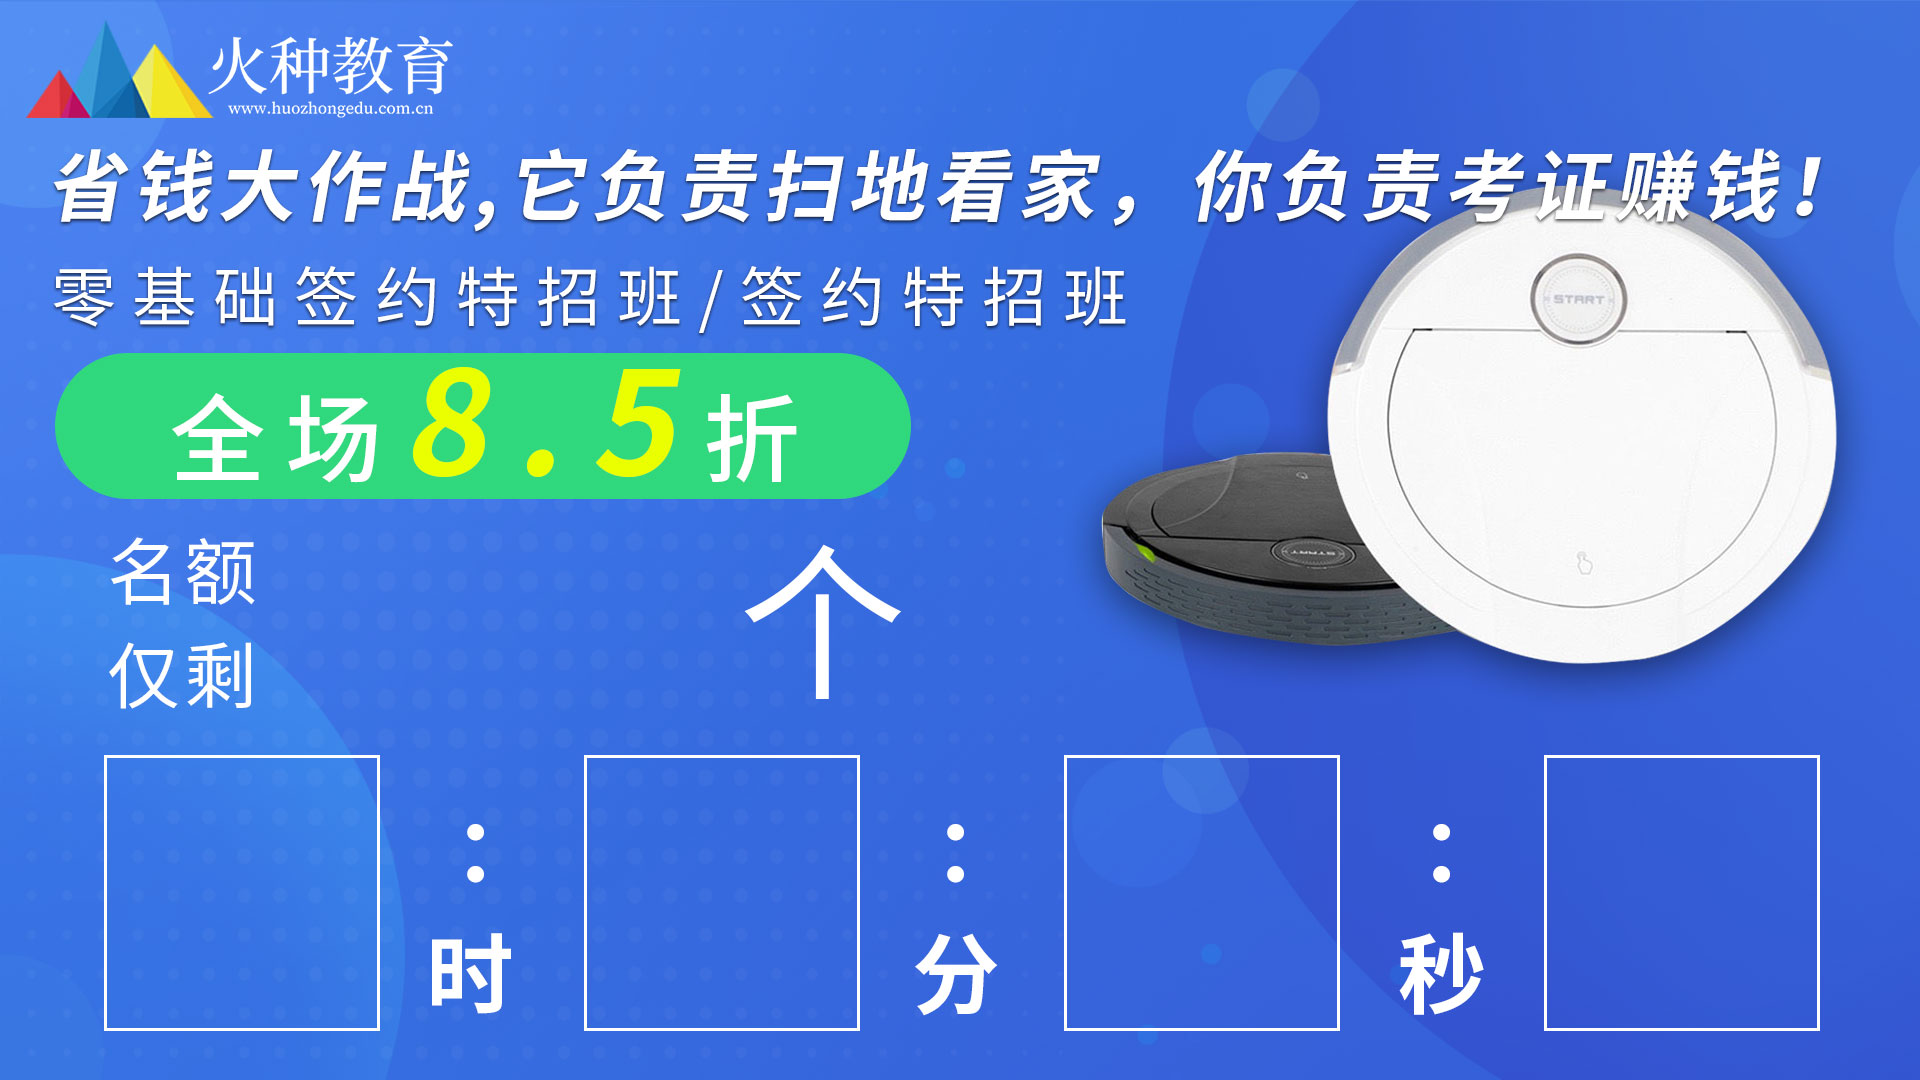 火种教育
www.huozhongedu.com.cn
省钱大作战,它负责扫地看家，你负责考证赚钱！
零基础签约特招班/签约特招班
全场8.5折
START
START
名额
仅剩
个
: : :
时 分 秒